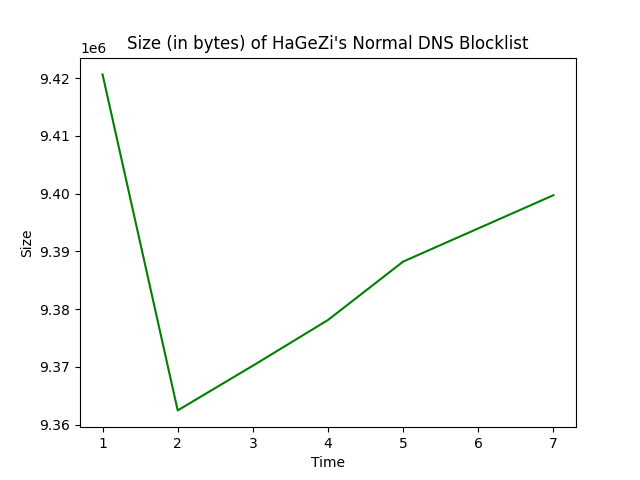 Size (in bytes) of HaGeZi's Normal DNS Blocklist
1e6
9.42
9.41
9.40
9.39
9.38
9.37
9.36
Size
1 2 3 4 5 6 7
Time